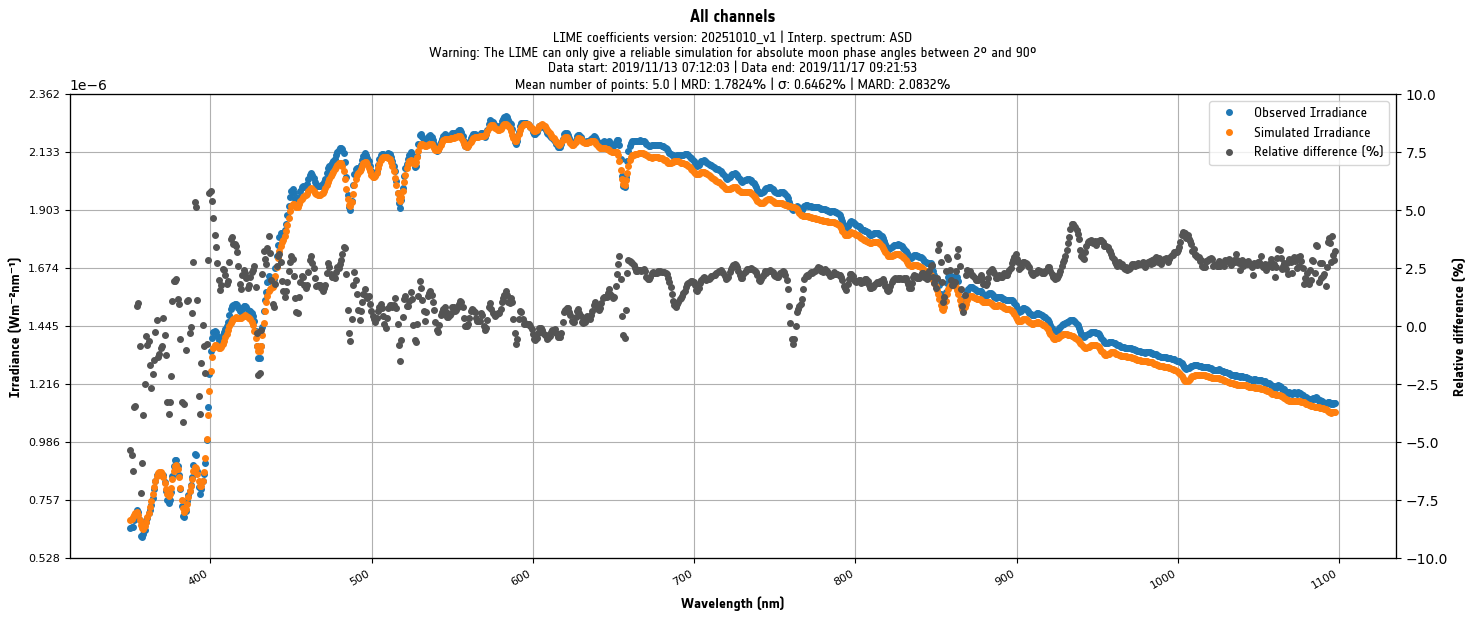 All channels
LIME coefficients version: 20251010_v1 | Interp. spectrum: ASD
Warning: The LIME can only give a reliable simulation for absolute moon phase angles between 2º and 90º
Data start: 2019/11/13 07:12:03 | Data end: 2019/11/17 09:21:53
Mean number of points: 5.0 | MRD: 1.7824% | σ: 0.6462% | MARD: 2.0832%
1e−6
2.362
2.133
1.903
1.674
1.445
1.216
0.986
0.757
0.528
Irradiance (Wm⁻²nm⁻¹)
Observed Irradiance
Simulated Irradiance
Relative difference (%)
10.0
7.5
5.0
2.5
0.0
−2.5
−5.0
−7.5
−10.0
Relative difference (%)
400
500
600
700
800
900
1000
1100
Wavelength (nm)